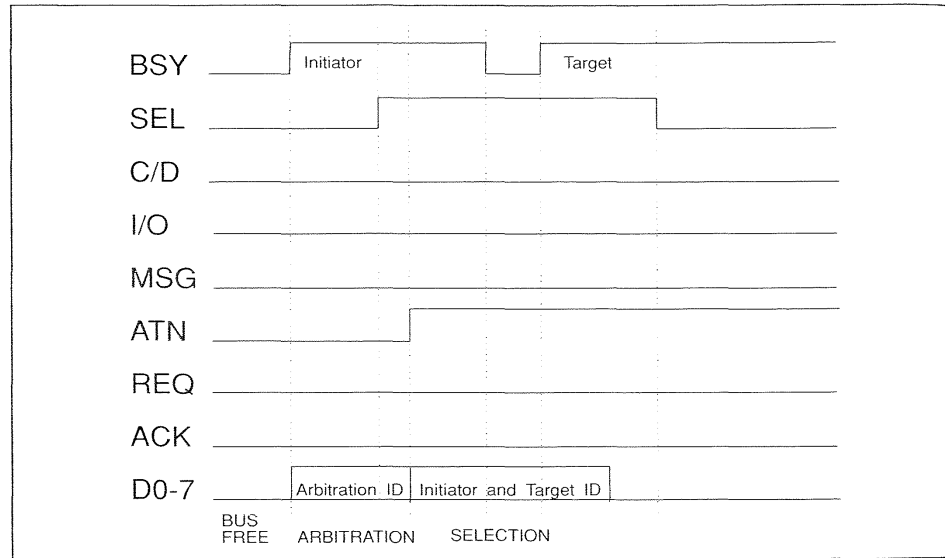 BSY Initiator Target
SEL
C/D
I/O
MSG
ATN
REQ
ACK
D0-7 Arbitration ID Initiator and Target ID
BUS
FREE ARBITRATION SELECTION